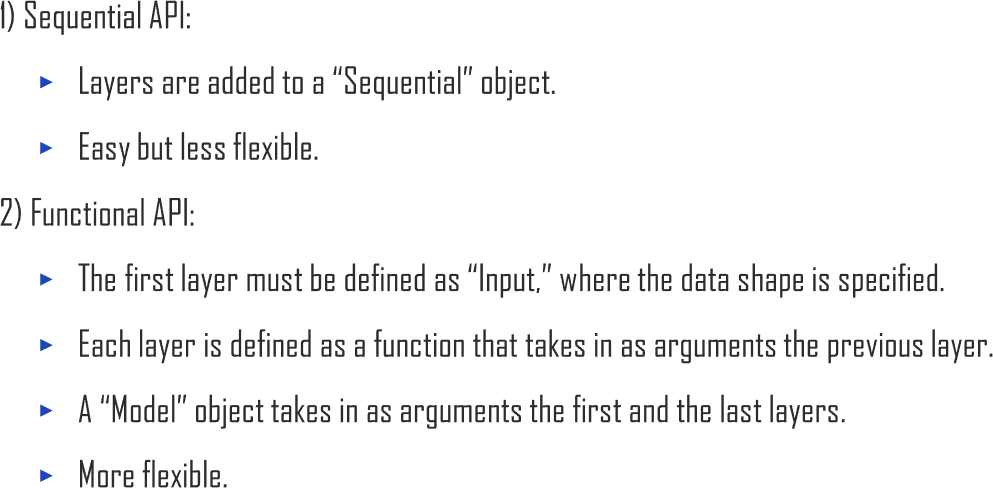 1) Sequential API:
▸ Layers are added to a “Sequential” object.
▸ Easy but less flexible.
2) Functional API:
▸ The first layer must be defined as “Input,” where the data shape is specified.
▸ Each layer is defined as a function that takes in as arguments the previous layer.
▸ A “Model” object takes in as arguments the first and the last layers.
▸ More flexible.